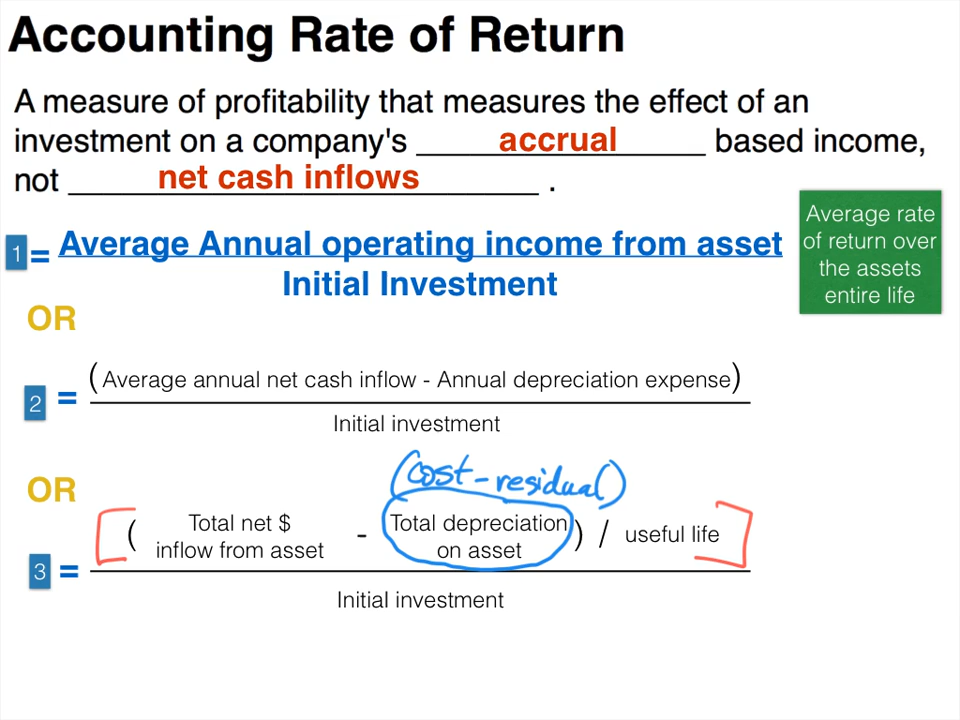 Accounting Rate of Return
A measure of profitability that measures the effect of an
investment on a company's accrual based income,
not net cash inflows .
Average rate
of return over
the assets
entire life
1 = Average Annual operating income from asset
Initial Investment
OR
2 = (Average annual net cash inflow - Annual depreciation expense)
Initial investment
OR
(cost - residual)
[ ( Total net $ - Total depreciation ) / useful life ]
inflow from asset on asset
3 =
Initial investment